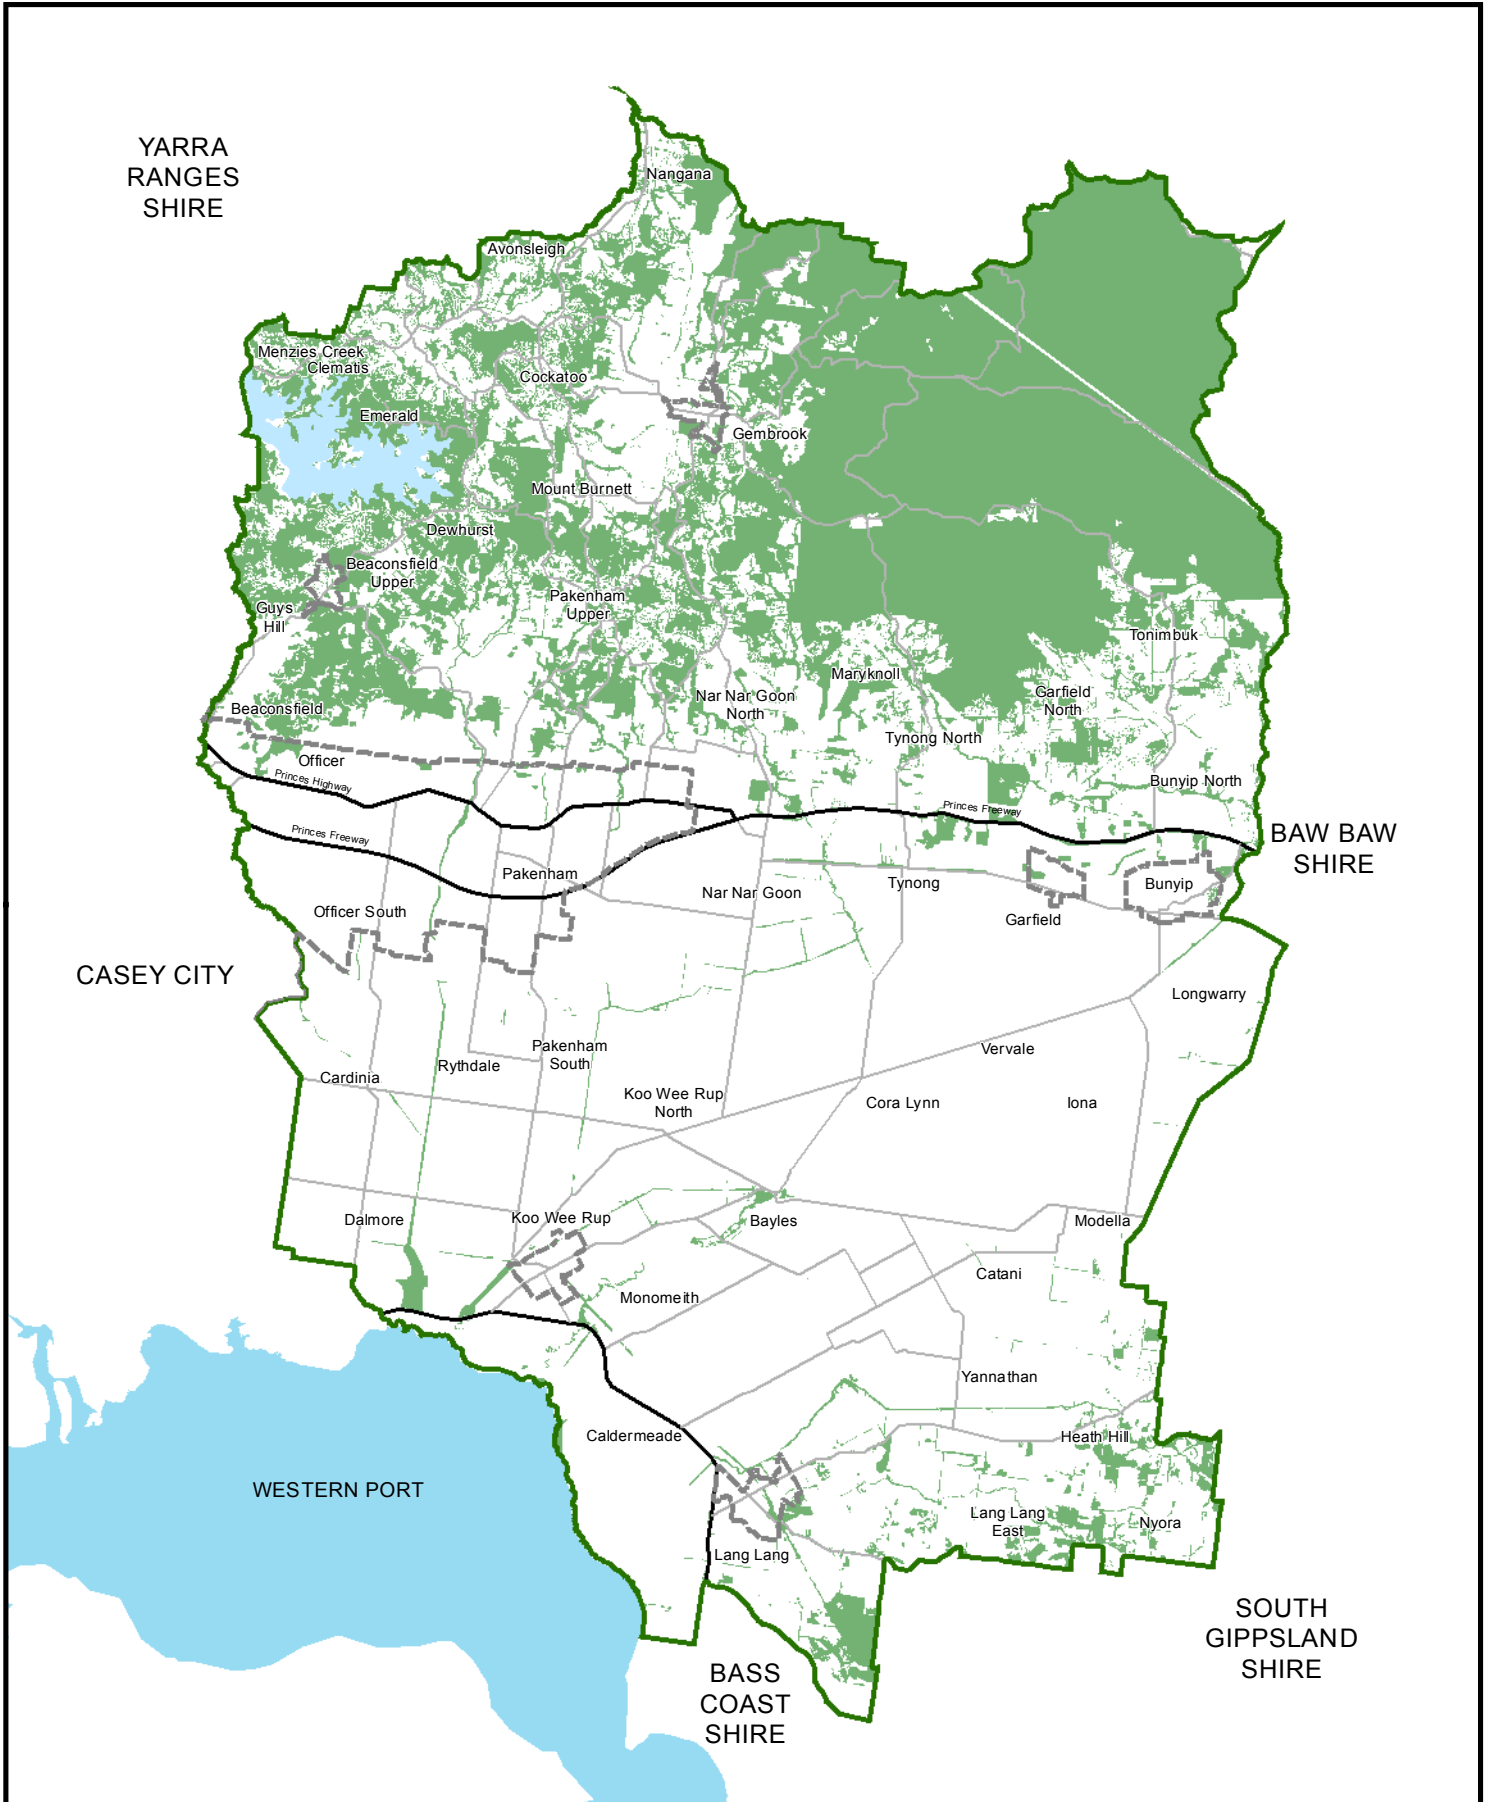 YARRA
RANGES
SHIRE
Nangana
Avonsleigh
Menzies Creek
Clematis
Cockatoo
Emerald
Gembrook
Mount Burnett
Dewhurst
Beaconsfield
Upper
Pakenham
Upper
Guys
Hill
Tonimbuk
Maryknoll
Nar Nar Goon
North
Garfield
North
Beaconsfield
Tynong North
Officer
Princes Highway
Bunyip North
Princes Freeway
Princes Freeway
BAW BAW
SHIRE
Pakenham
Nar Nar Goon
Tynong
Bunyip
Officer South
Garfield
CASEY CITY
Longwarry
Vervale
Pakenham
South
Rythdale
Cardinia
Koo Wee Rup
North
Cora Lynn
Iona
Dalmore
Koo Wee Rup
Bayles
Modella
Catani
Monomeith
Yannathan
Caldermeade
Heath Hill
WESTERN PORT
Lang Lang
East
Nyora
Lang Lang
SOUTH
GIPPSLAND
SHIRE
BASS
COAST
SHIRE